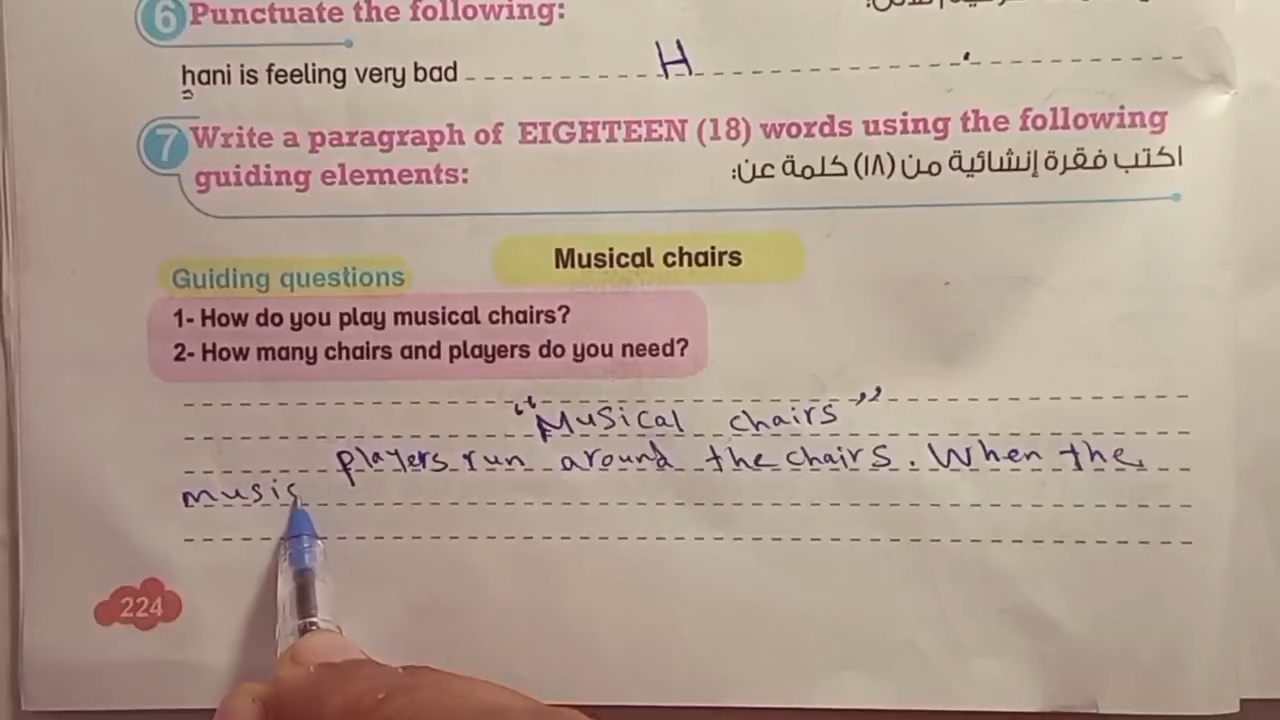 6 Punctuate the following:
hani is feeling very bad H .
7 Write a paragraph of EIGHTEEN (18) words using the following
guiding elements:
اكتب فقرة إنشائية من (١٨) كلمة عن:
Musical chairs
Guiding questions
1- How do you play musical chairs?
2- How many chairs and players do you need?
"Musical chairs"
Players run around the chairs. When the
music
224